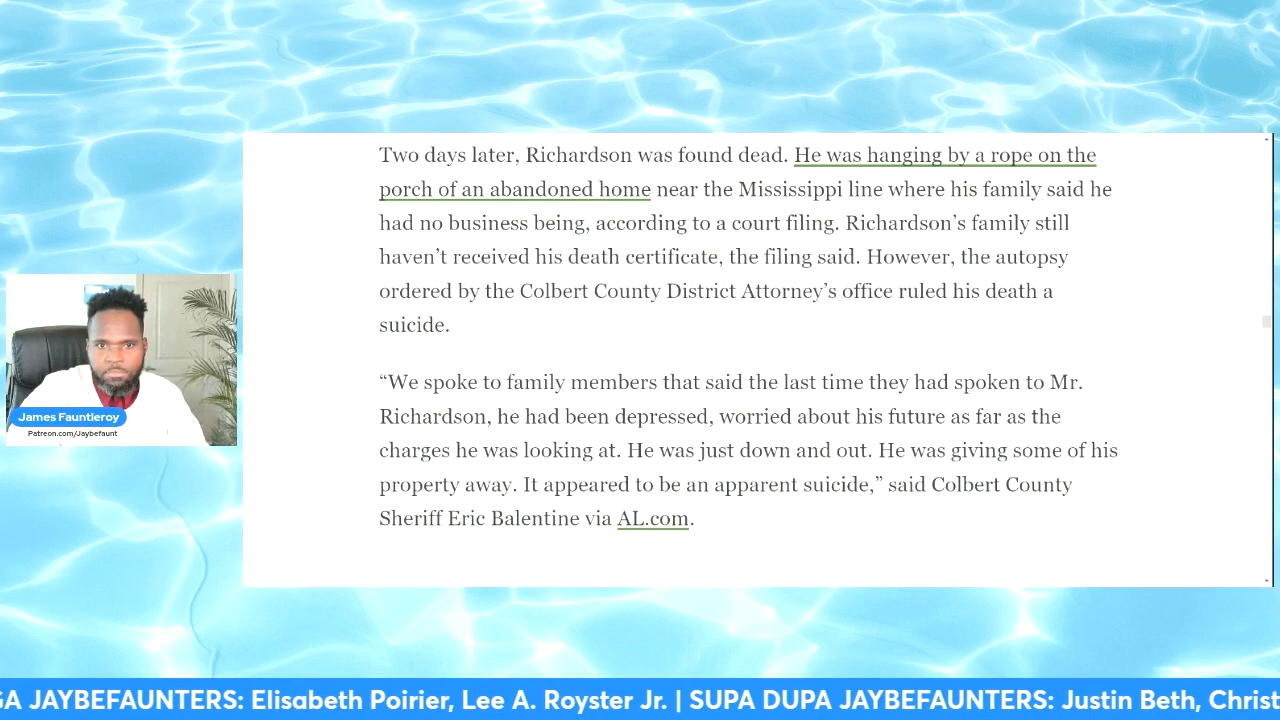 Two days later, Richardson was found dead. He was hanging by a rope on the
porch of an abandoned home near the Mississippi line where his family said he
had no business being, according to a court filing. Richardson’s family still
haven’t received his death certificate, the filing said. However, the autopsy
ordered by the Colbert County District Attorney’s office ruled his death a
suicide.
“We spoke to family members that said the last time they had spoken to Mr.
Richardson, he had been depressed, worried about his future as far as the
charges he was looking at. He was just down and out. He was giving some of his
property away. It appeared to be an apparent suicide,” said Colbert County
Sheriff Eric Balentine via AL.com.
James Fauntleroy
Patreon.com/Jaybefaunt
GA JAYBEFAUNTERS: Elisabeth Poirier, Lee A. Royster Jr. | SUPA DUPA JAYBEFAUNTERS: Justin Beth, Christ